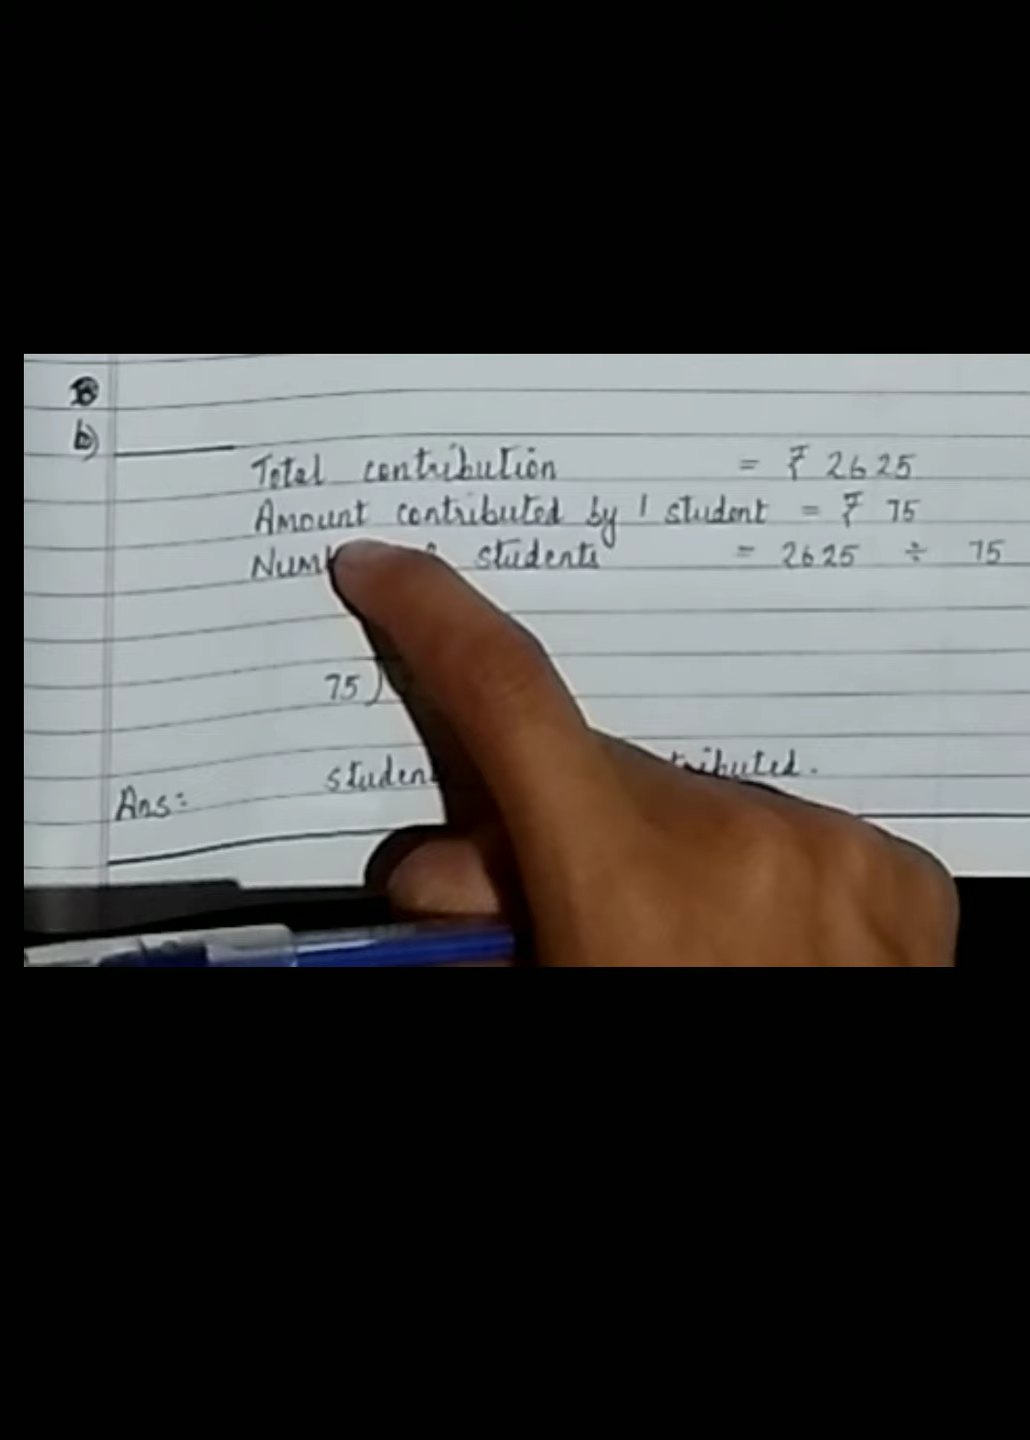 b)
Total contribution = ₹ 2625
Amount contributed by 1 student = ₹ 75
students = 2625 ÷ 75
75)
Ans: